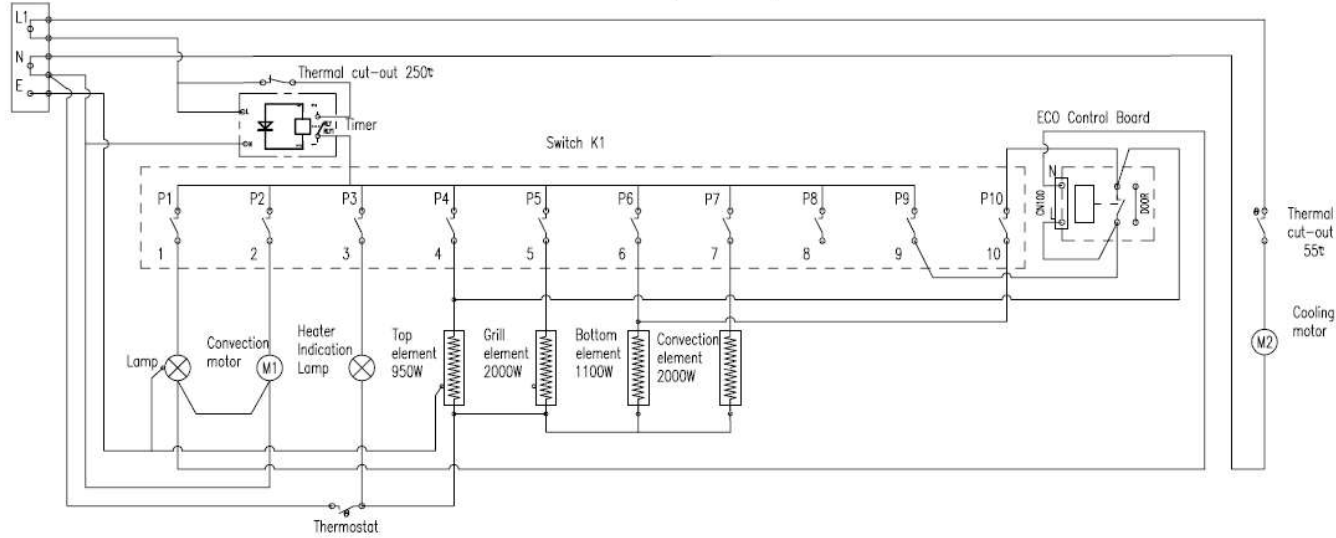 L1
N
E
Thermal cut-out 250℃
L
N
Timer
Switch K1
ECO Control Board
P1
P2
P3
P4
P5
P6
P7
P8
P9
P10
N
L
CN100
DOOR
1
2
3
4
5
6
7
8
9
10
Thermal
cut-out
55℃
Lamp
Convection
motor
M1
Heater
Indication
Lamp
Top
element
950W
Grill
element
2000W
Bottom
element
1100W
Convection
element
2000W
Cooling
motor
M2
Thermostat